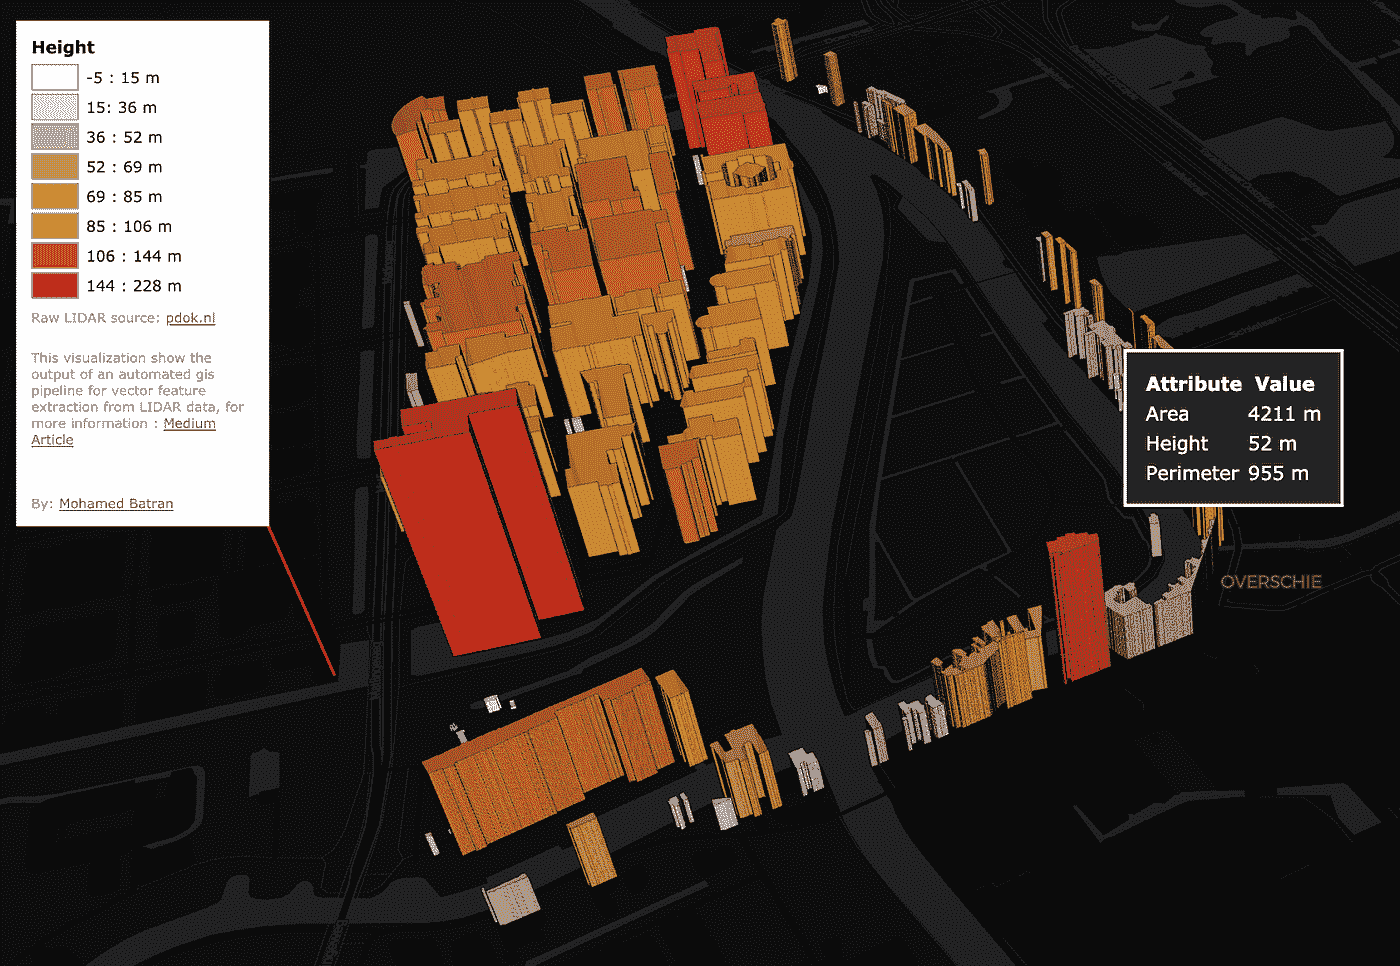 Height
-5 : 15 m
15: 36 m
36 : 52 m
52 : 69 m
69 : 85 m
85 : 106 m
106 : 144 m
144 : 228 m
Raw LIDAR source: pdok.nl
This visualization show the
output of an automated gis
pipeline for vector feature
extraction from LIDAR data, for
more information : Medium
Article
By: Mohamed Batran
Attribute Value
Area 4211 m
Height 52 m
Perimeter 955 m
OVERSCHIE